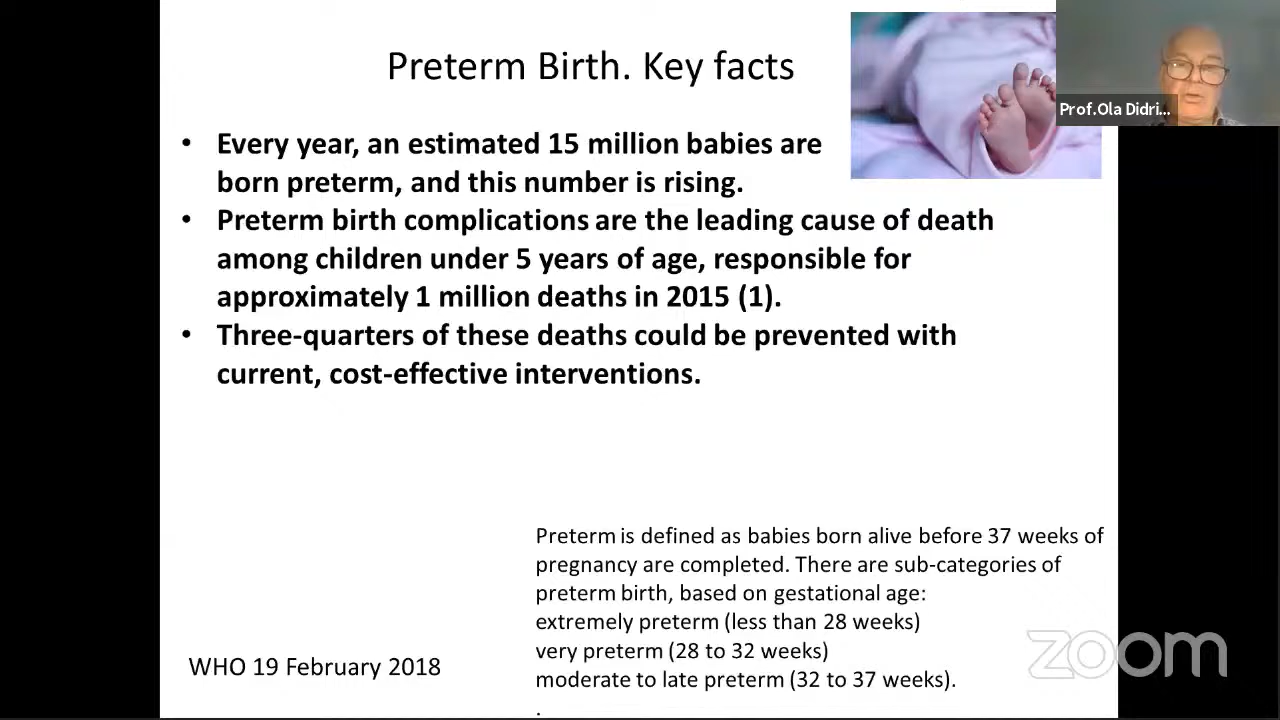 Preterm Birth. Key facts
Prof.Ola Didri...
• Every year, an estimated 15 million babies are
born preterm, and this number is rising.
• Preterm birth complications are the leading cause of death
among children under 5 years of age, responsible for
approximately 1 million deaths in 2015 (1).
• Three-quarters of these deaths could be prevented with
current, cost-effective interventions.
Preterm is defined as babies born alive before 37 weeks of
pregnancy are completed. There are sub-categories of
preterm birth, based on gestational age:
extremely preterm (less than 28 weeks)
very preterm (28 to 32 weeks)
moderate to late preterm (32 to 37 weeks).
.
WHO 19 February 2018
zoom